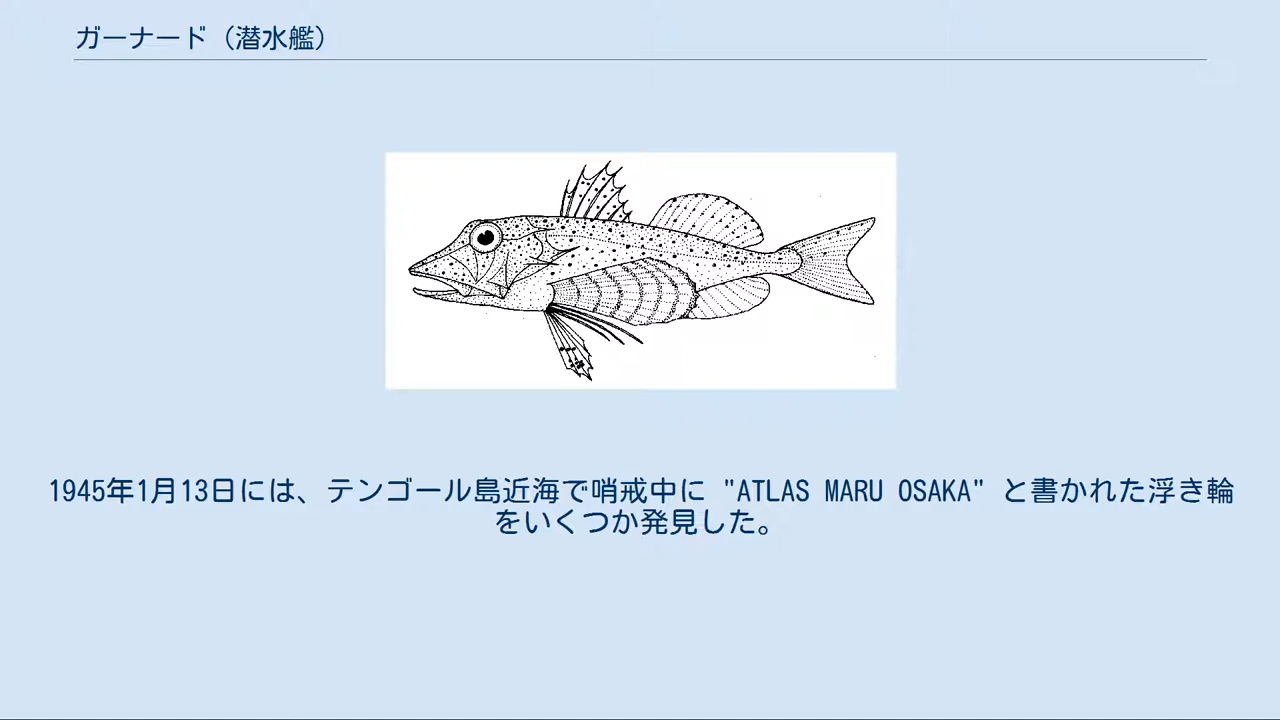 ガーナード（潜水艦）
1945年1月13日には、テンゴール島近海で哨戒中に "ATLAS MARU OSAKA" と書かれた浮き輪
をいくつか発見した。